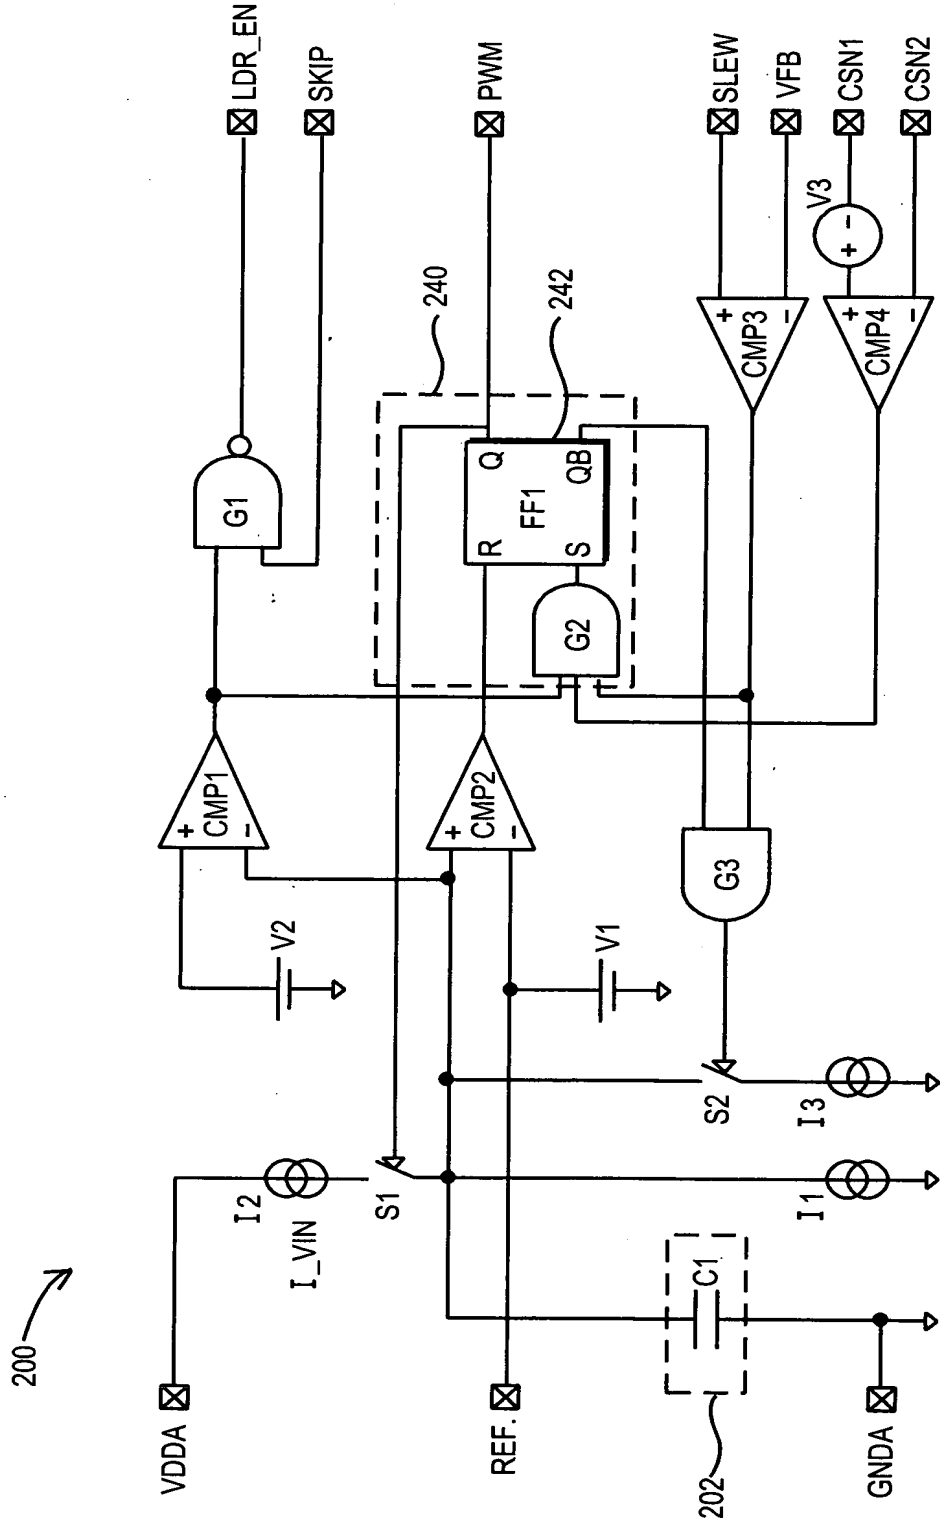 200
VDDA
REF.
GNDA
202
C1
I2
I_VIN
S1
I1
I3
S2
V2
V1
+
-
CMP1
+
-
CMP2
G3
G1
G2
R
S
Q
QB
FF1
240
242
+
-
CMP3
+
-
CMP4
V3
+
-
LDR_EN
SKIP
PWM
SLEW
VFB
CSN1
CSN2